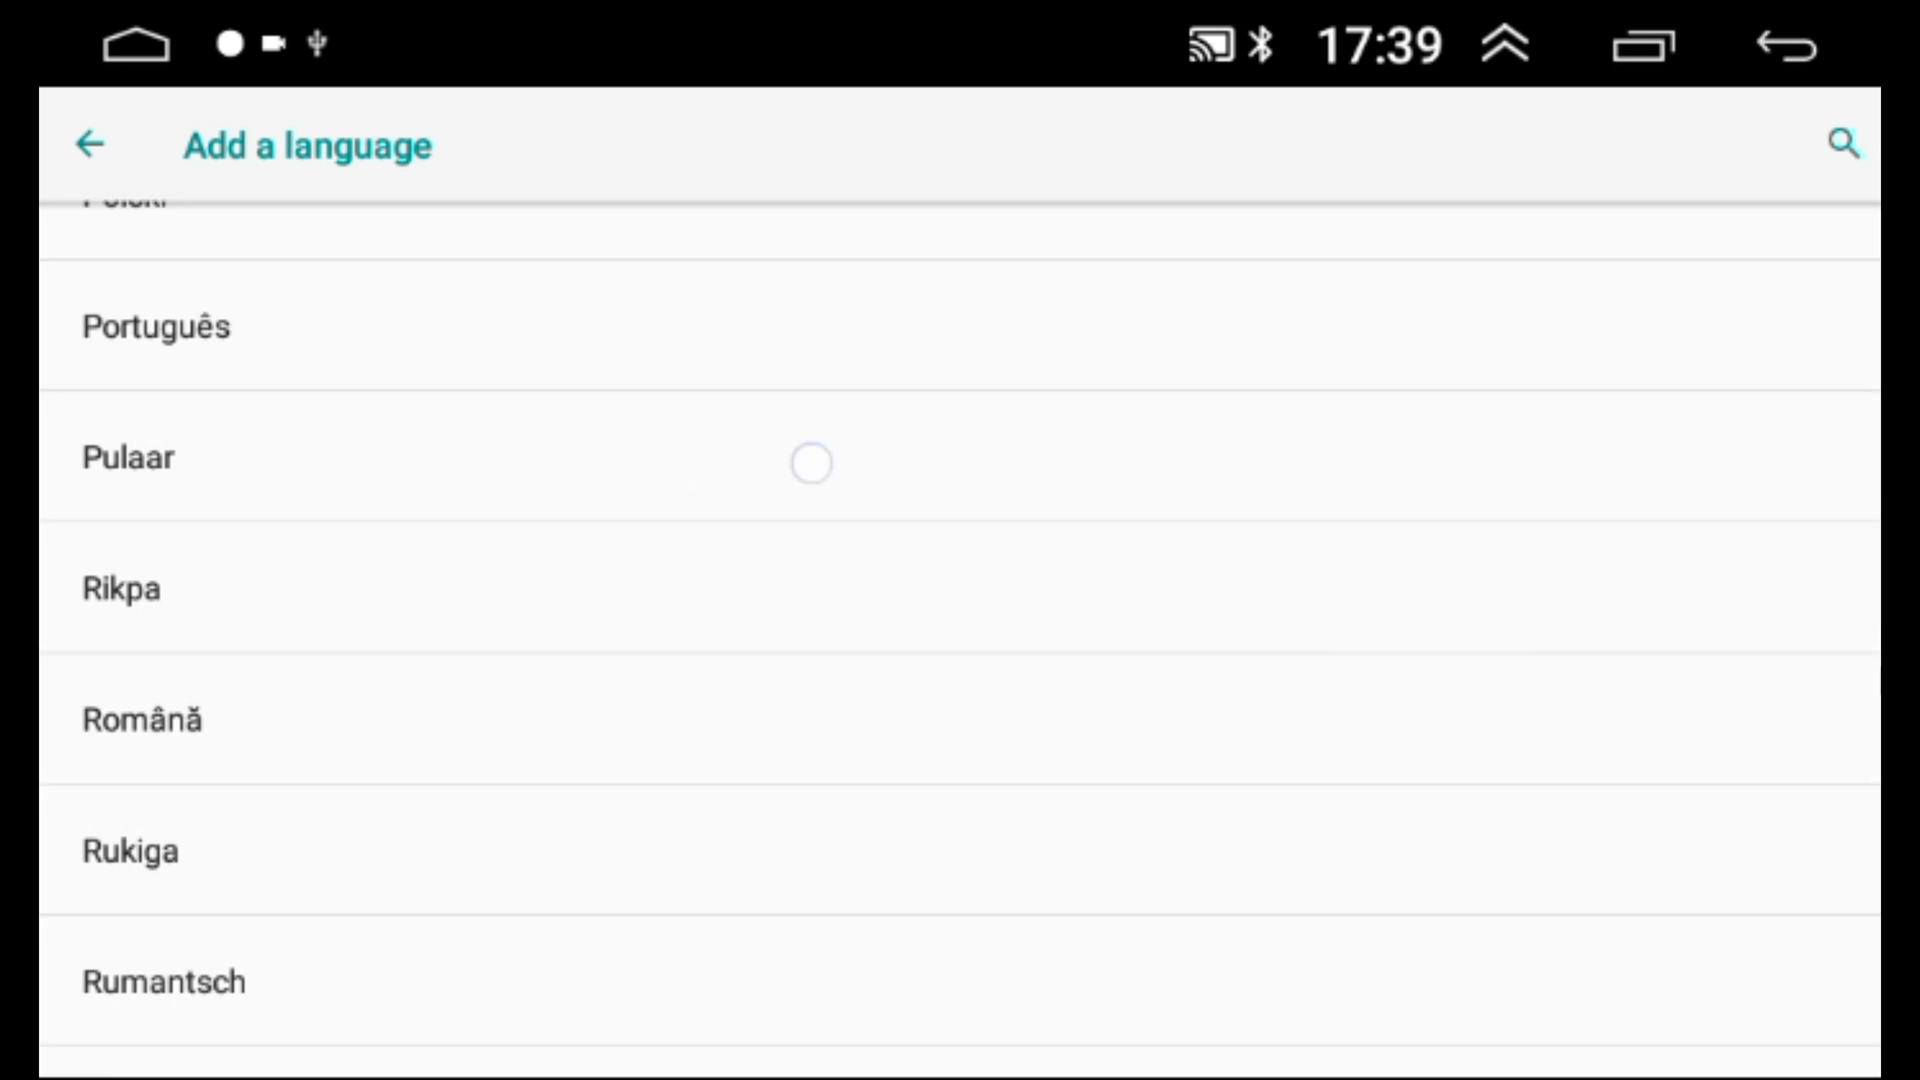 17:39
Add a language
Português
Pulaar
Rikpa
Română
Rukiga
Rumantsch